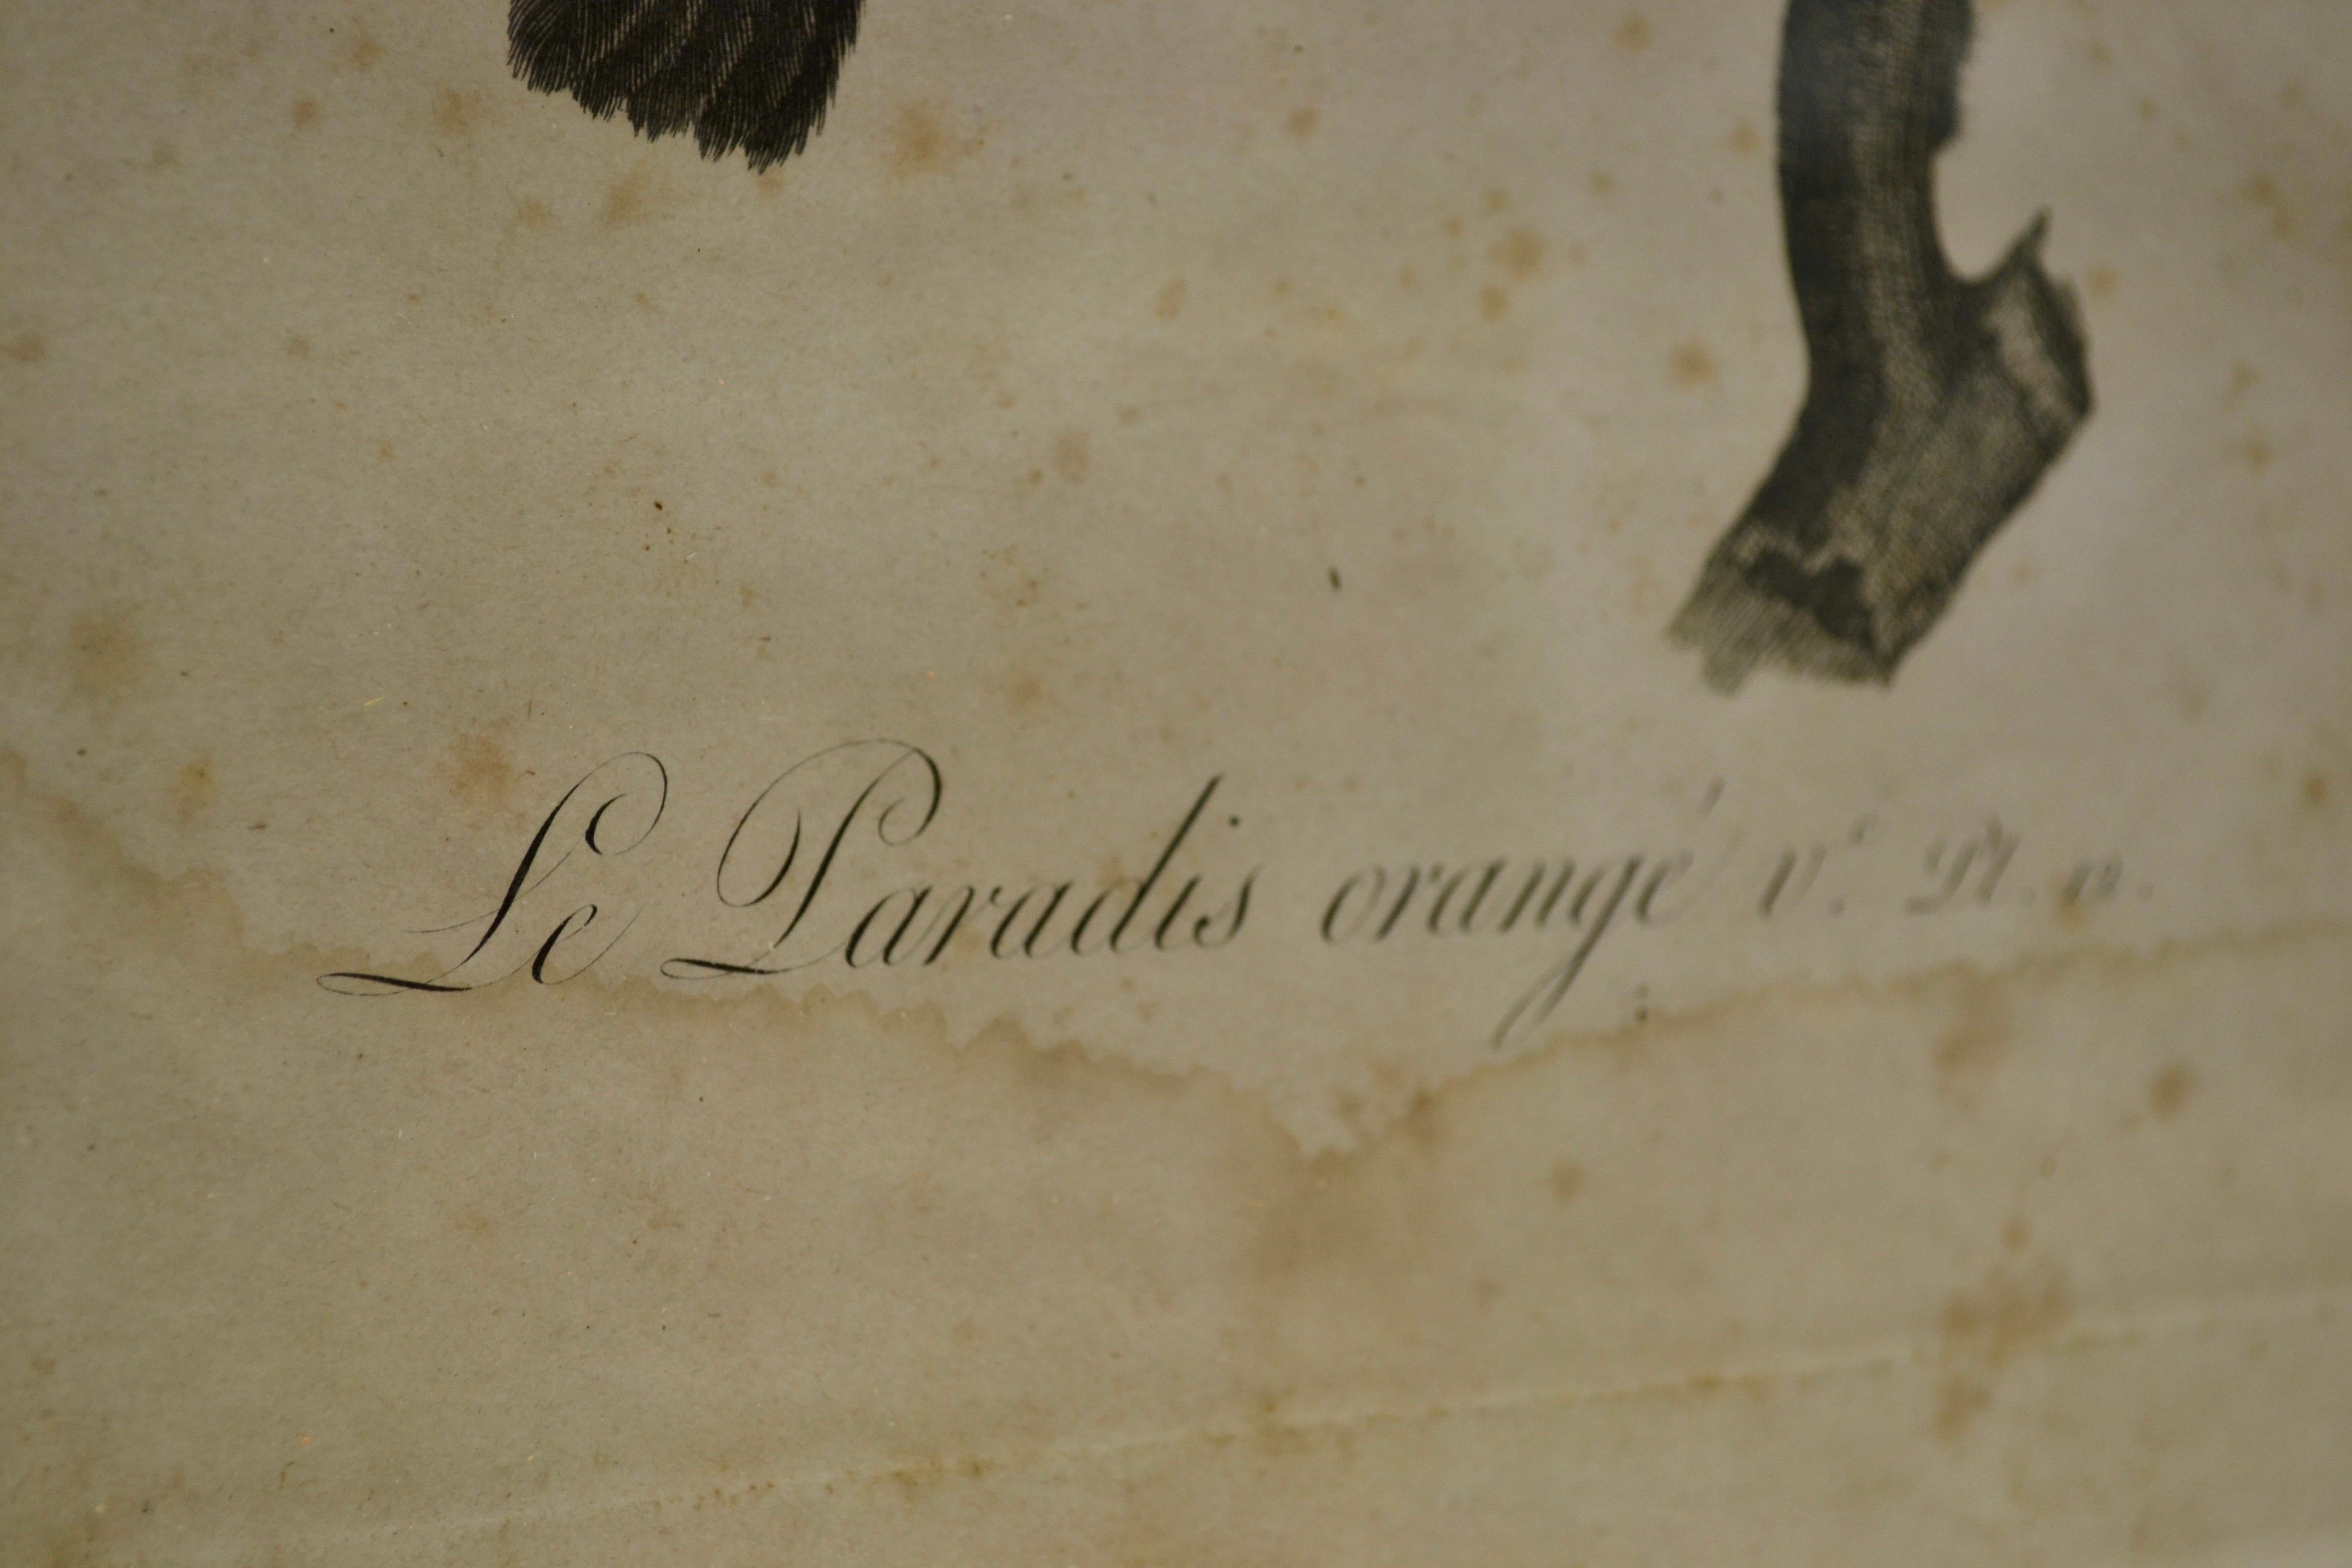 Le Paradis orangé v.e Pl. 0.